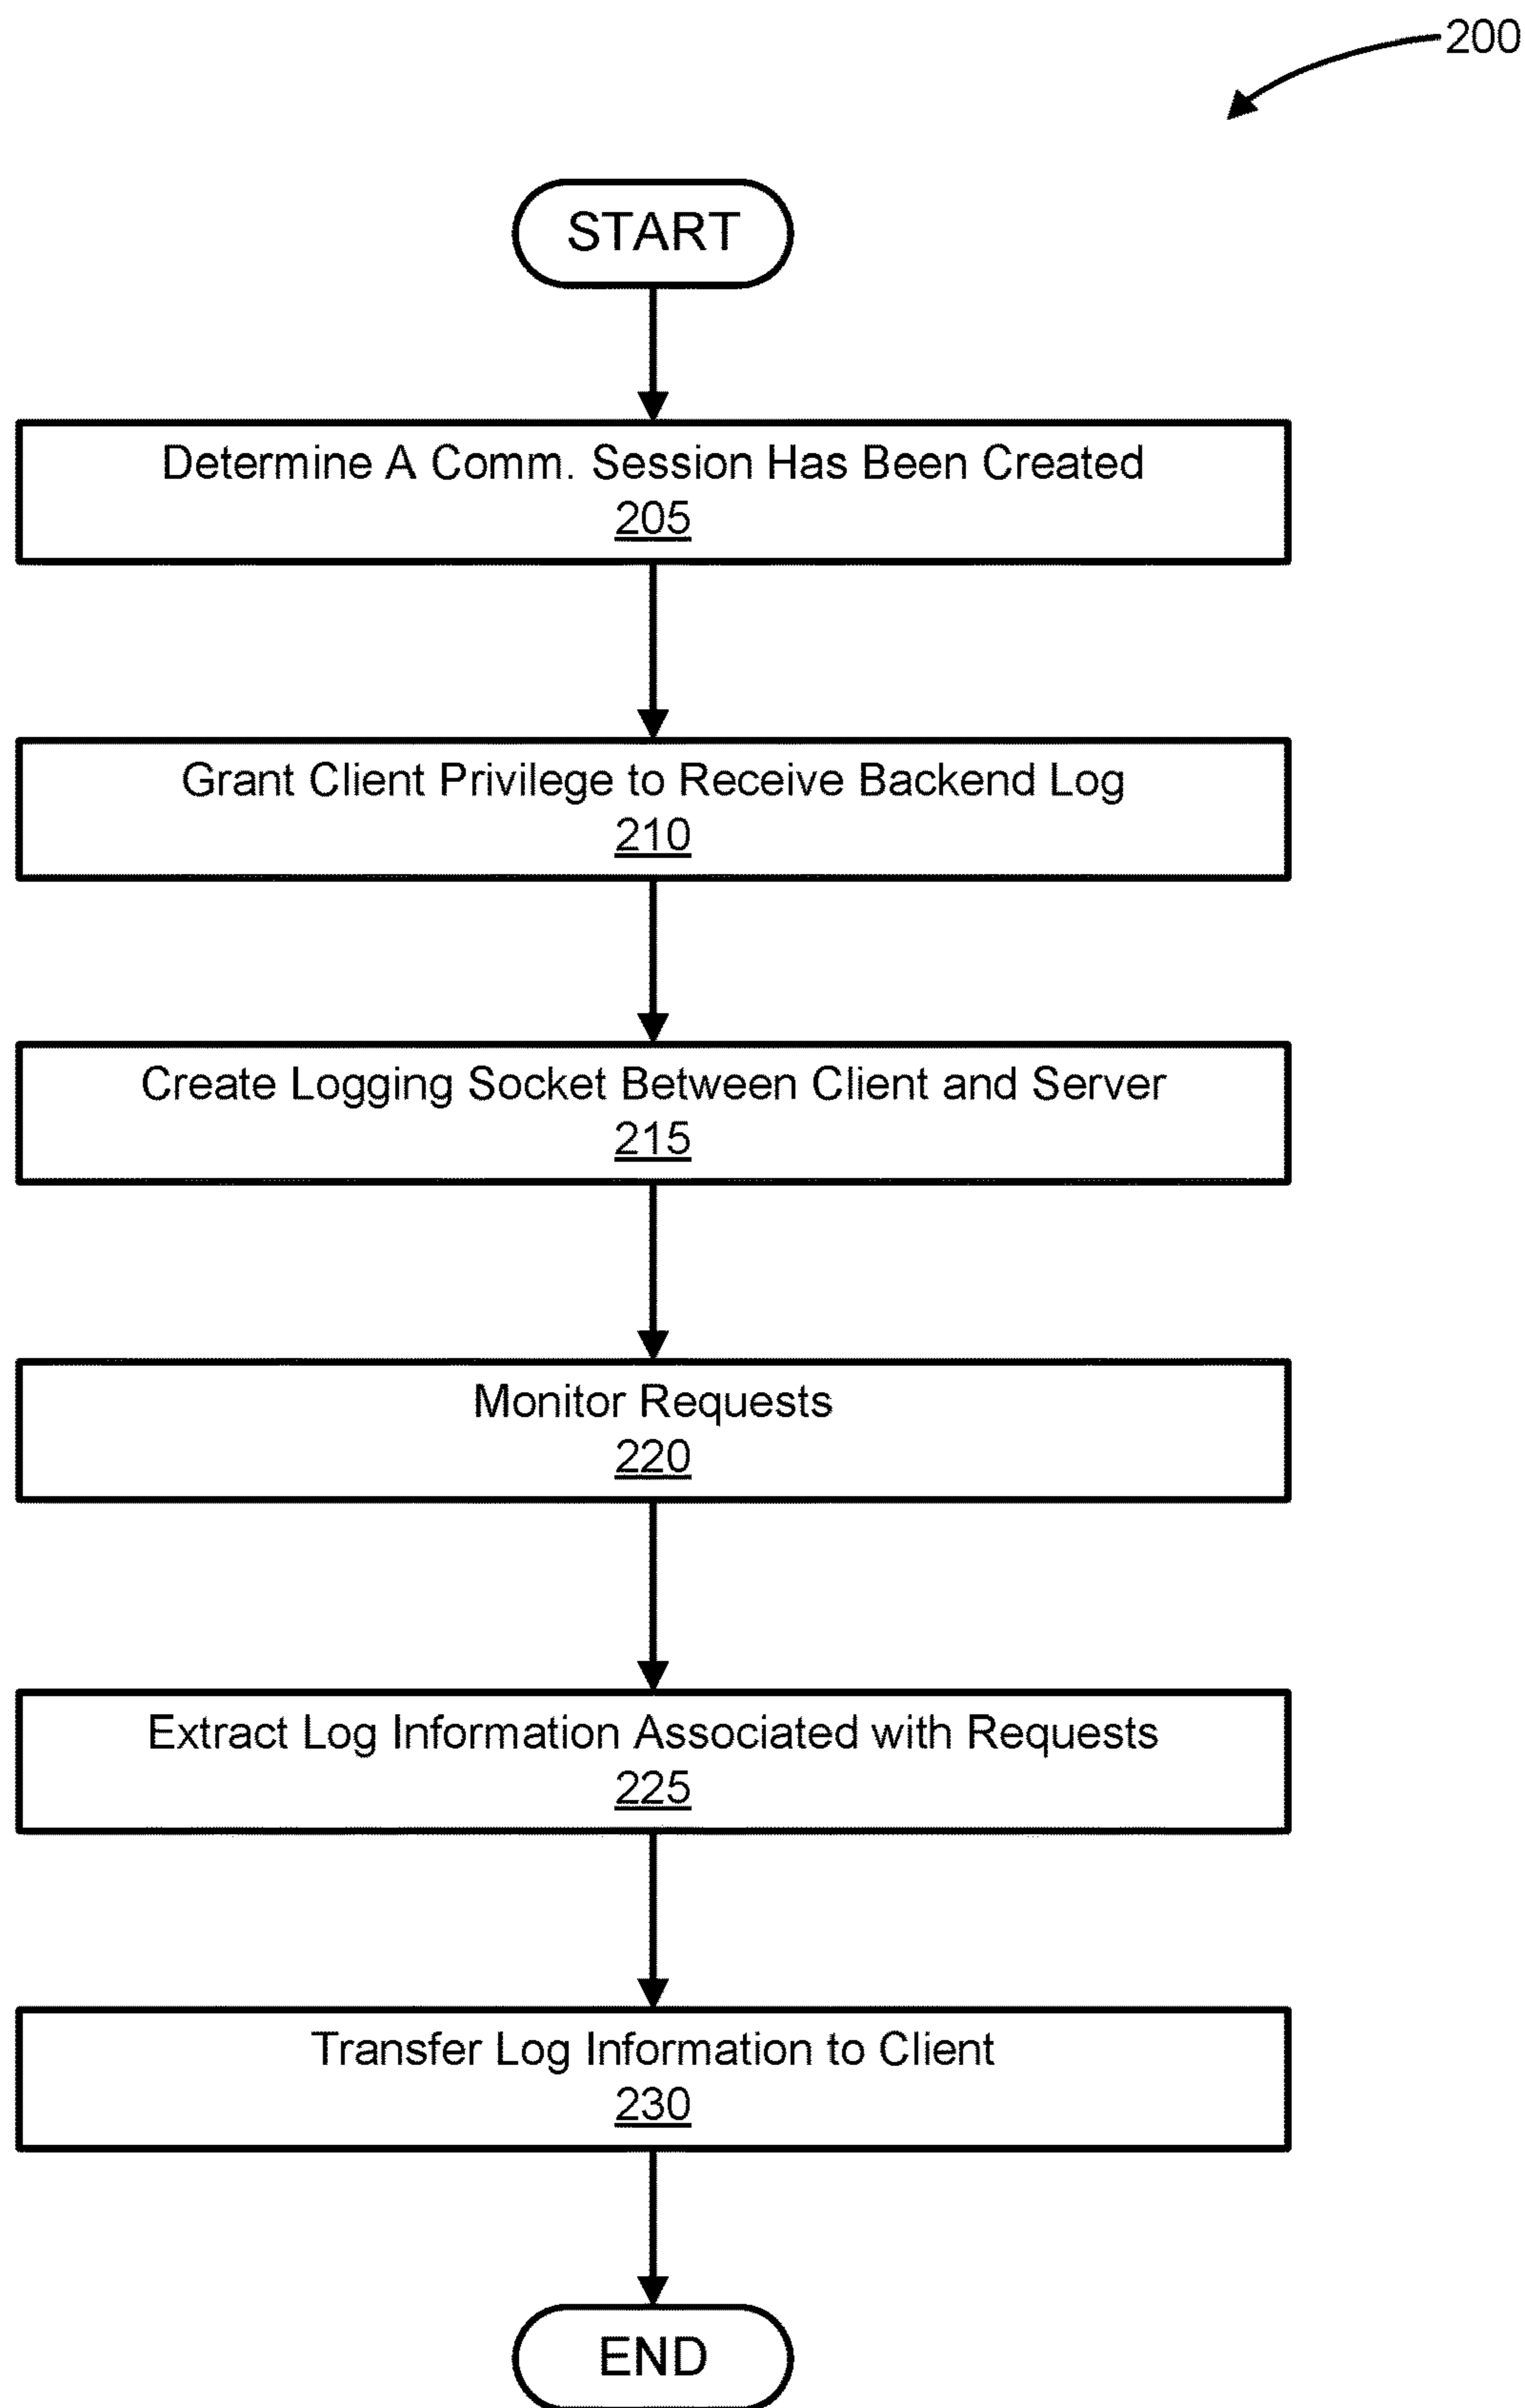 200
START
Determine A Comm. Session Has Been Created
205
Grant Client Privilege to Receive Backend Log
210
Create Logging Socket Between Client and Server
215
Monitor Requests
220
Extract Log Information Associated with Requests
225
Transfer Log Information to Client
230
END